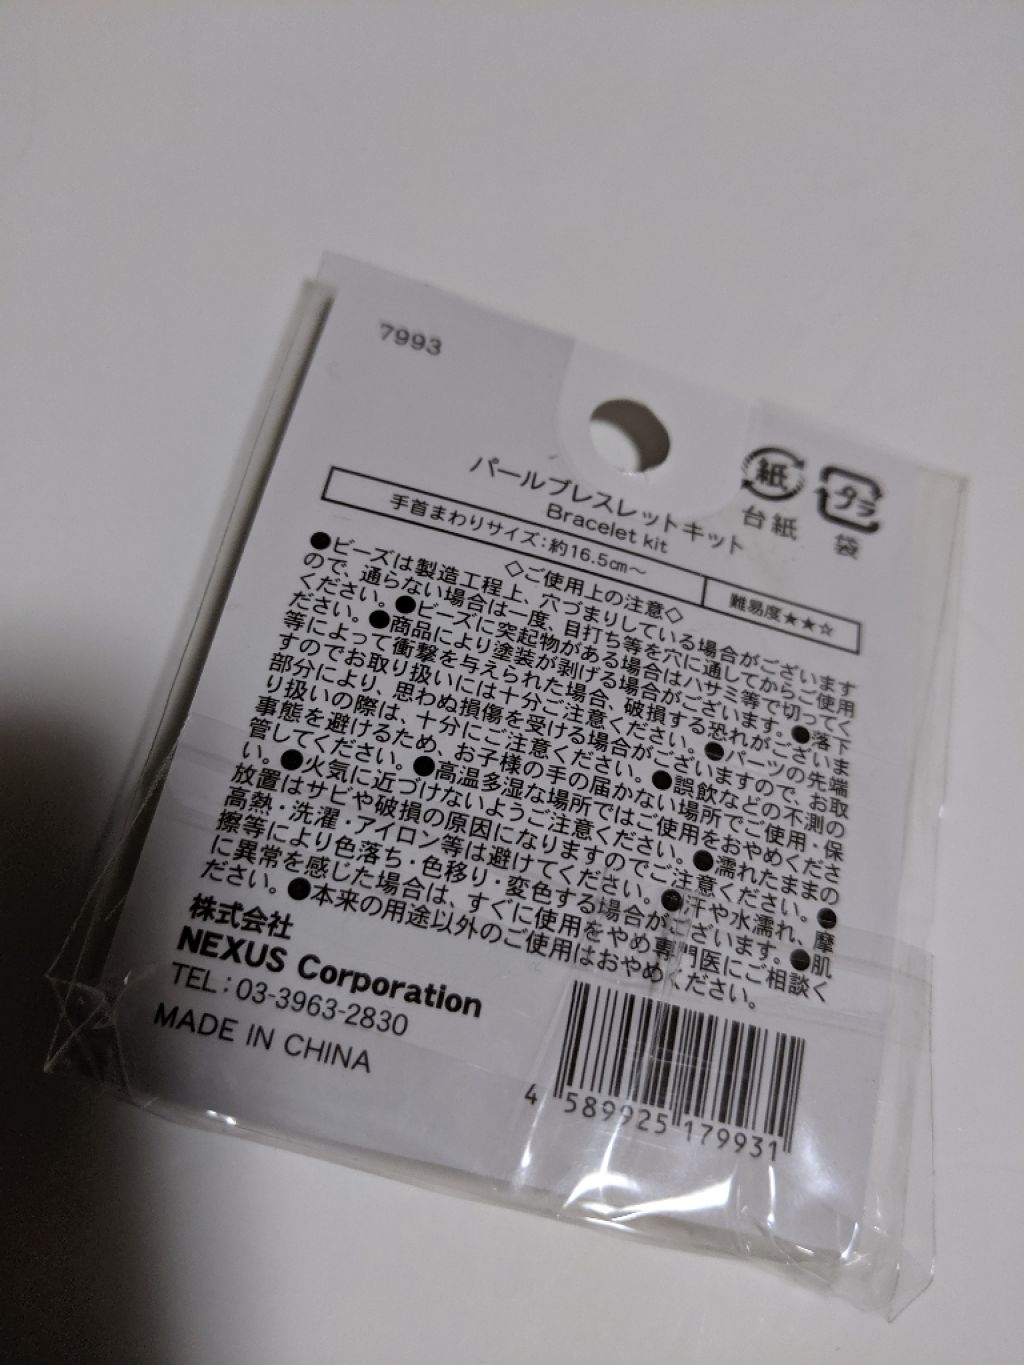 7993
紙
台紙
プラ
袋
パールブレスレットキット
Bracelet kit
手首まわりサイズ:約16.5cm～
難易度★★☆
◇ご使用上の注意◇
●ビーズは製造工程上、穴づまりしている場合がございます
ので、通らない場合は一度、目打ち等を穴に通してからご使用
ください。●ビーズに突起物がある場合はハサミ等で切ってく
ださい。●商品により塗装が剥げる場合がございます。●落下
等によって衝撃を与えられた場合、破損する恐れがございま
すのでお取り扱いには十分ご注意ください。●パーツの先端
部分により、思わぬ損傷を受ける場合がございますので、お取
り扱いの際は、十分にご注意ください。●誤飲などの不測の
事態を避けるため、お子様の手の届かない場所でご使用・保
管してください。●高温多湿な場所ではご使用をおやめくださ
い。●火気に近づけないようご注意ください。●濡れたままの
放置はサビや破損の原因になりますのでご注意ください。●
高熱・洗濯・アイロン等は避けてください。●汗や水濡れ、摩
擦等により色落ち・色移り・変色する場合がございます。●肌
に異常を感じた場合は、すぐに使用をやめ専門医にご相談く
ださい。●本来の用途以外のご使用はおやめください。
株式会社
NEXUS Corporation
TEL:03-3963-2830
MADE IN CHINA
4 589925 179931